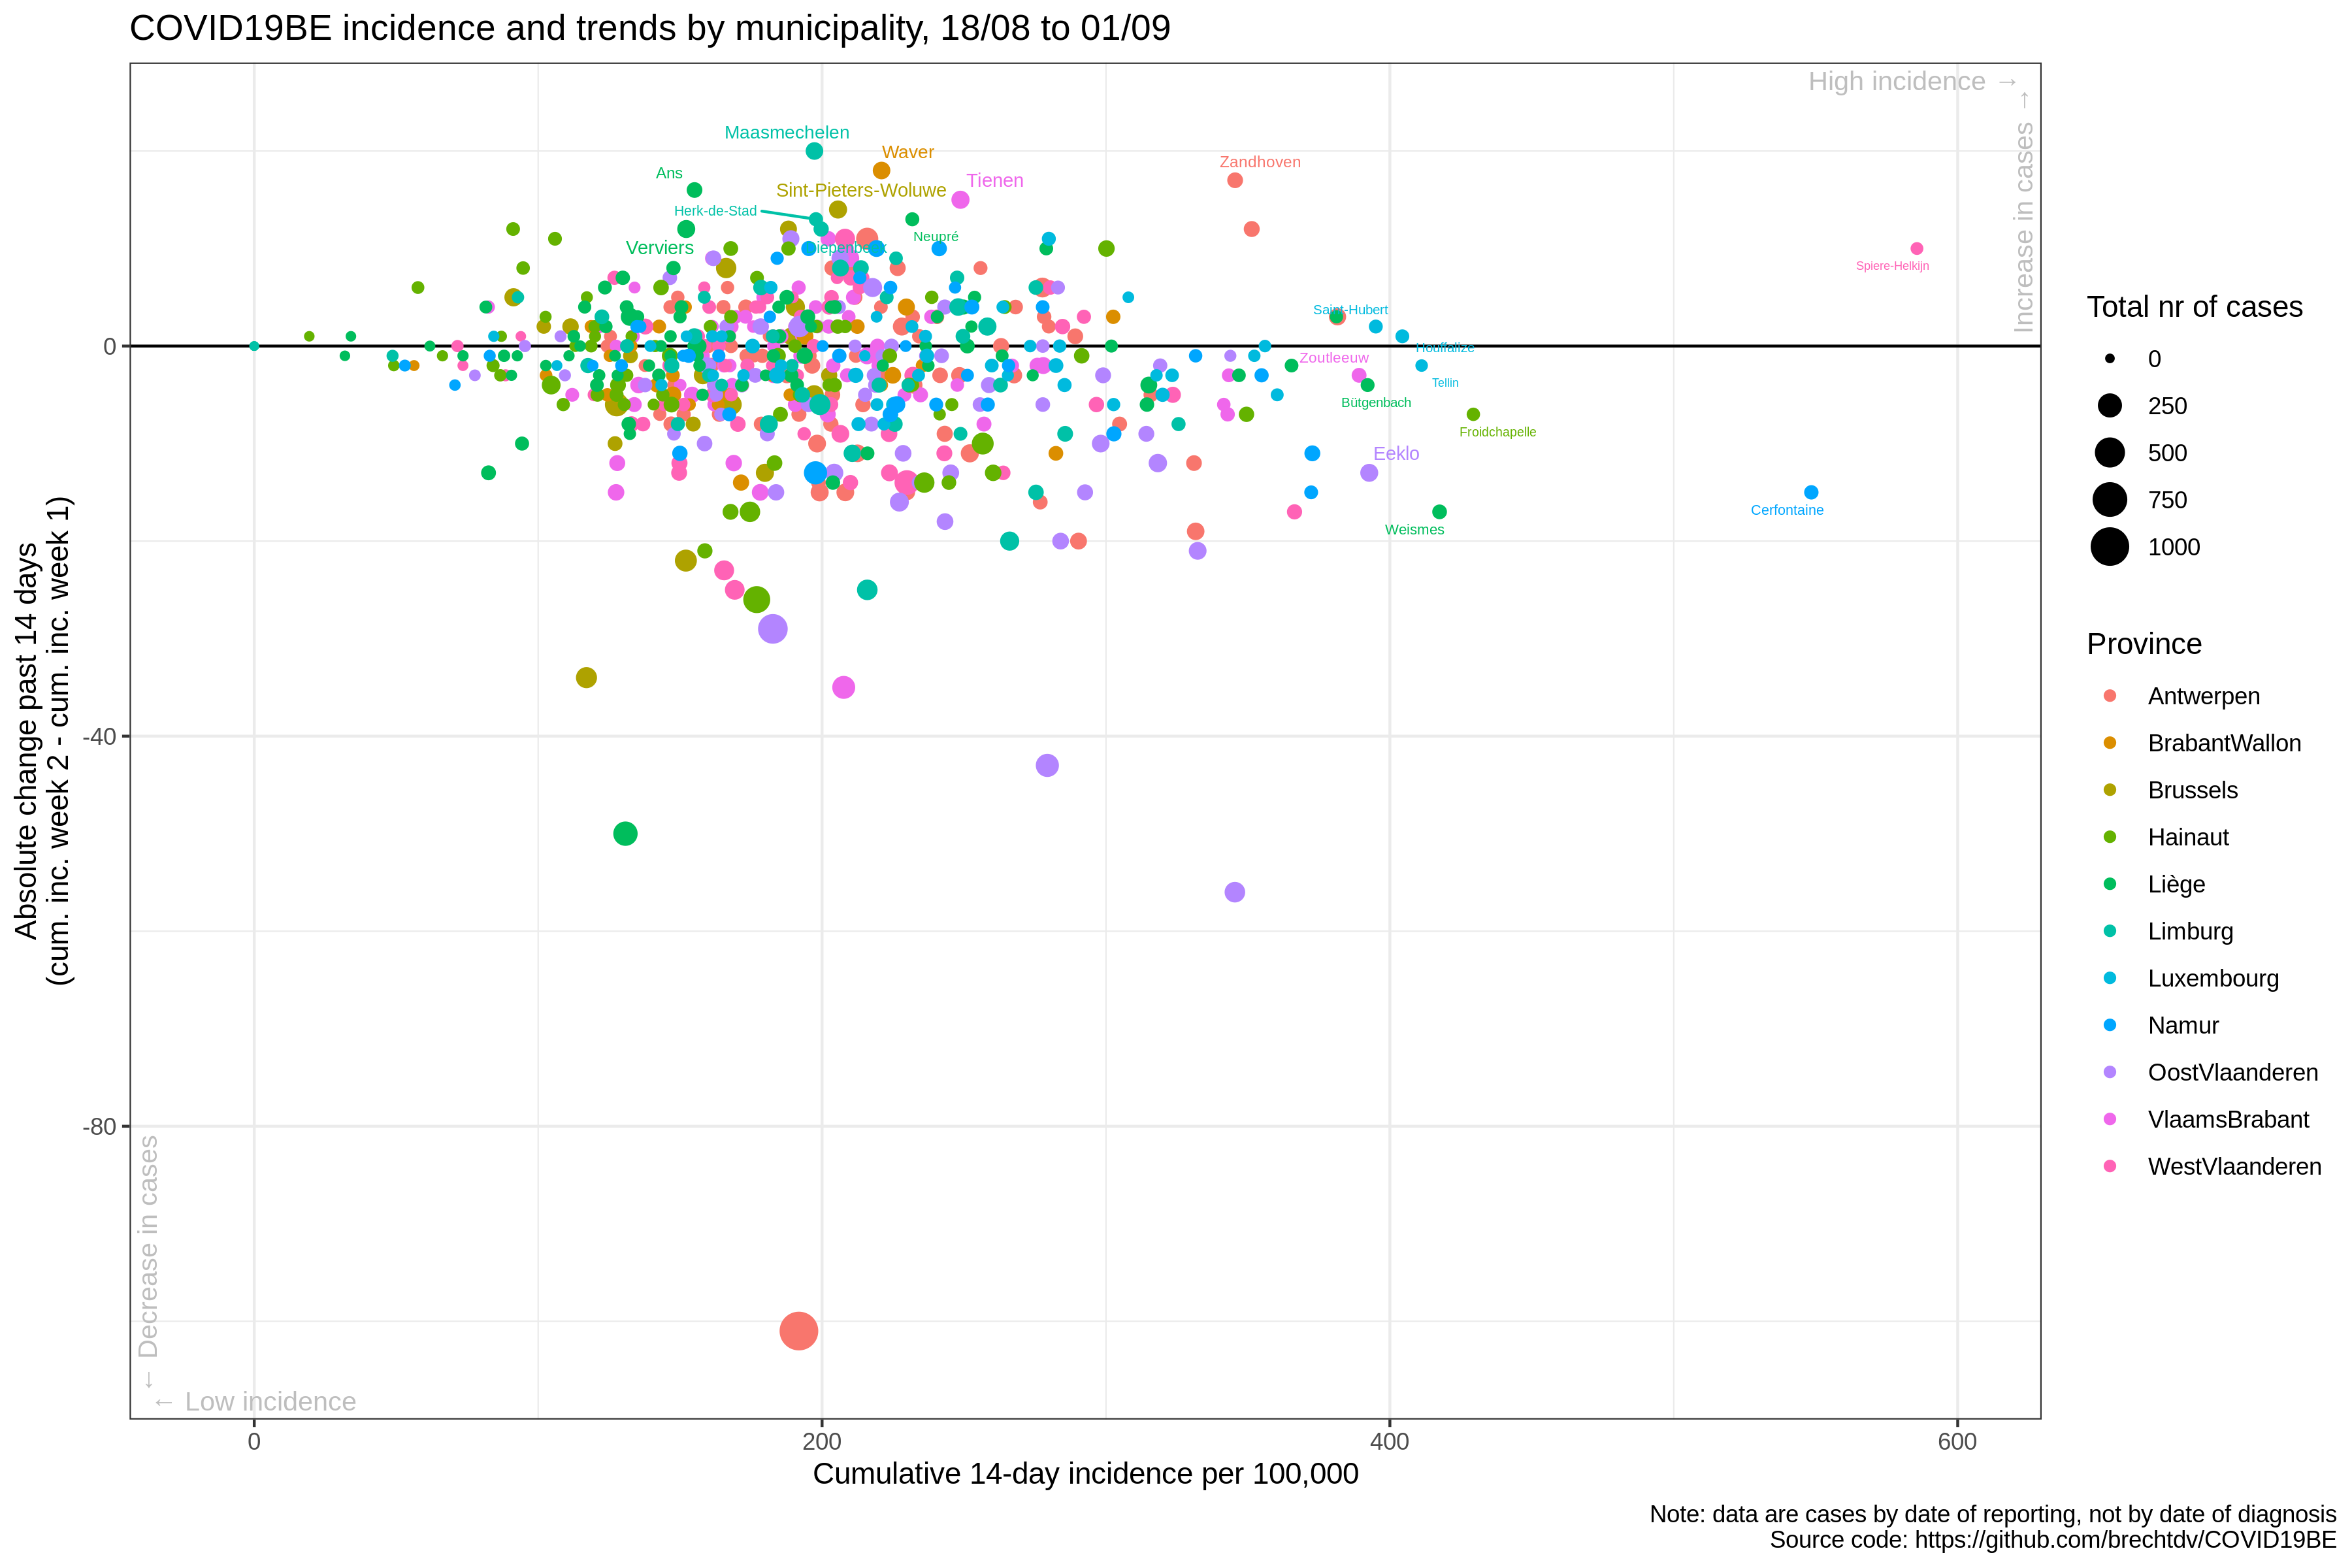 COVID19BE incidence and trends by municipality, 18/08 to 01/09
High incidence →
Increase in cases →
Maasmechelen
Waver
Zandhoven
Ans
Tienen
Sint-Pieters-Woluwe
Herk-de-Stad
Neupré
Verviers
Diepenbeek
Spiere-Helkijn
Saint-Hubert
Houffalize
Zoutleeuw
Tellin
Bütgenbach
Froidchapelle
Eeklo
Cerfontaine
Weismes
0
-40
-80
Absolute change past 14 days
(cum. inc. week 2 - cum. inc. week 1)
← Decrease in cases
← Low incidence
0
200
400
600
Cumulative 14-day incidence per 100,000
Total nr of cases
0
250
500
750
1000
Province
Antwerpen
BrabantWallon
Brussels
Hainaut
Liège
Limburg
Luxembourg
Namur
OostVlaanderen
VlaamsBrabant
WestVlaanderen
Note: data are cases by date of reporting, not by date of diagnosis
Source code: https://github.com/brechtdv/COVID19BE